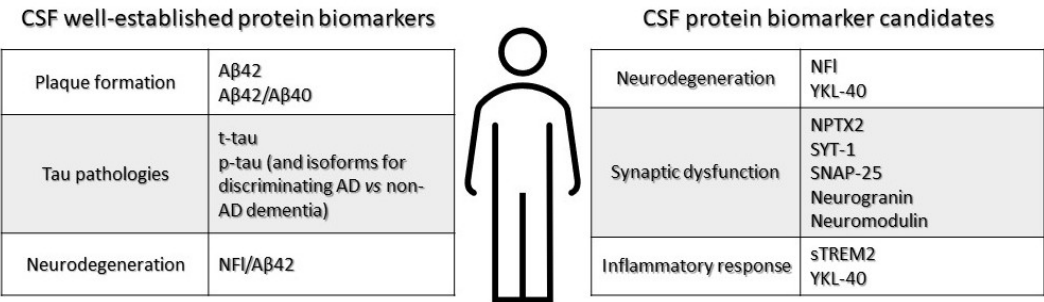 CSF well-established protein biomarkers
Plaque formation
Aβ42
Aβ42/Aβ40
Tau pathologies
t-tau
p-tau (and isoforms for
discriminating AD vs non-
AD dementia)
Neurodegeneration
NFl/Aβ42
CSF protein biomarker candidates
Neurodegeneration
NFl
YKL-40
Synaptic dysfunction
NPTX2
SYT-1
SNAP-25
Neurogranin
Neuromodulin
Inflammatory response
sTREM2
YKL-40